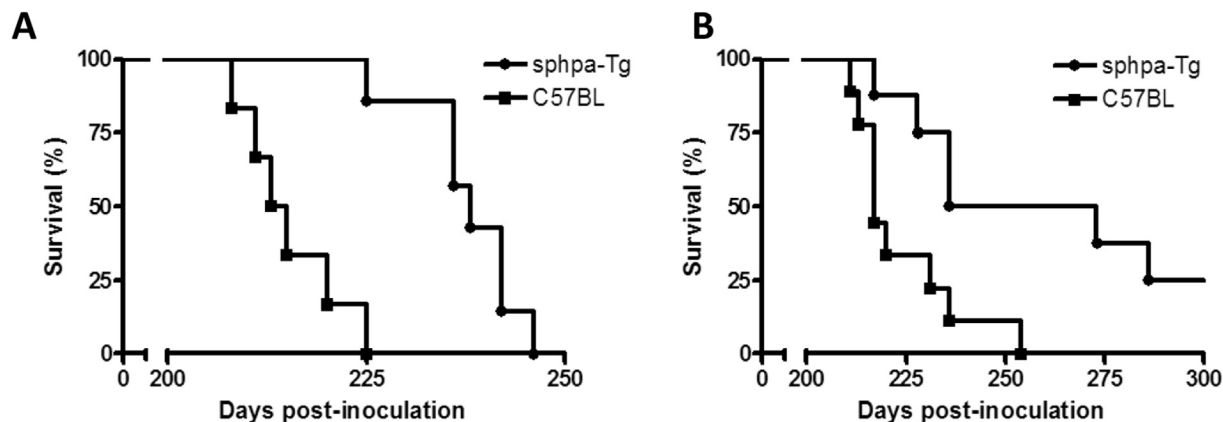 A
100
75
50
25
0
Survival (%)
sphpa-Tg
C57BL
0 200 225 250
Days post-inoculation
B
100
75
50
25
0
Survival (%)
sphpa-Tg
C57BL
0 200 225 250 275 300
Days post-inoculation